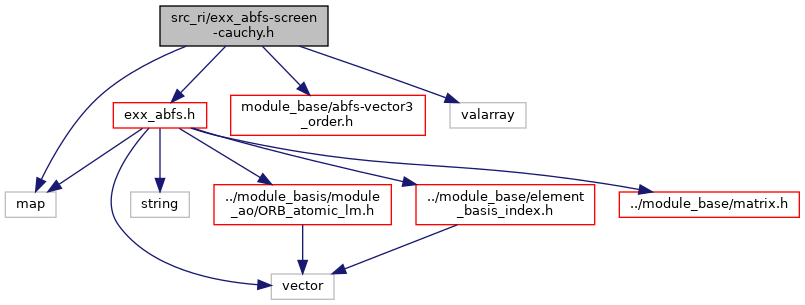 src_ri/exx_abfs-screen
-cauchy.h
exx_abfs.h
module_base/abfs-vector3
_order.h
valarray
map
string
../module_basis/module
_ao/ORB_atomic_lm.h
../module_base/element
_basis_index.h
../module_base/matrix.h
vector